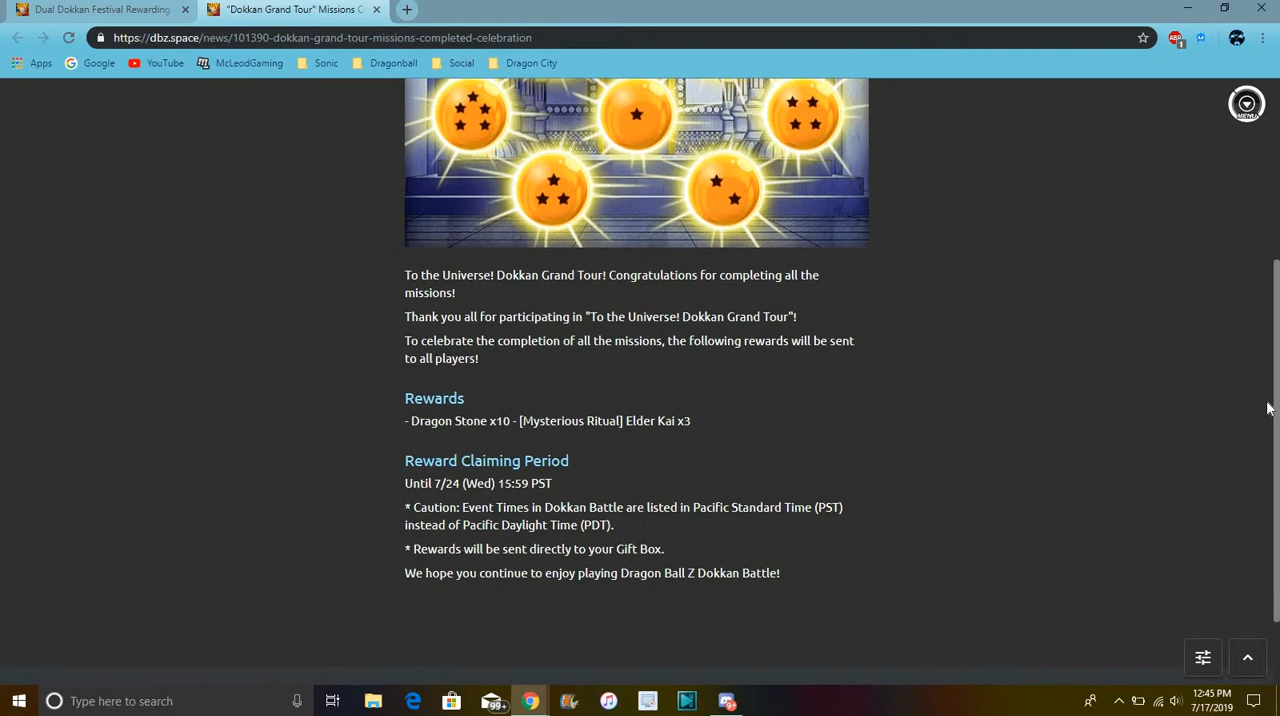 Dual Dokkan Festival Rewarding
"Dokkan Grand Tour" Missions C
https://dbz.space/news/101390-dokkan-grand-tour-missions-completed-celebration
ABP
1
Apps
Google
YouTube
McLeodGaming
Sonic
Dragonball
Social
Dragon City
MENU
To the Universe! Dokkan Grand Tour! Congratulations for completing all the
missions!
Thank you all for participating in "To the Universe! Dokkan Grand Tour"!
To celebrate the completion of all the missions, the following rewards will be sent
to all players!
Rewards
- Dragon Stone x10 - [Mysterious Ritual] Elder Kai x3
Reward Claiming Period
Until 7/24 (Wed) 15:59 PST
* Caution: Event Times in Dokkan Battle are listed in Pacific Standard Time (PST)
instead of Pacific Daylight Time (PDT).
* Rewards will be sent directly to your Gift Box.
We hope you continue to enjoy playing Dragon Ball Z Dokkan Battle!
Type here to search
99+
9+
12:45 PM
7/17/2019